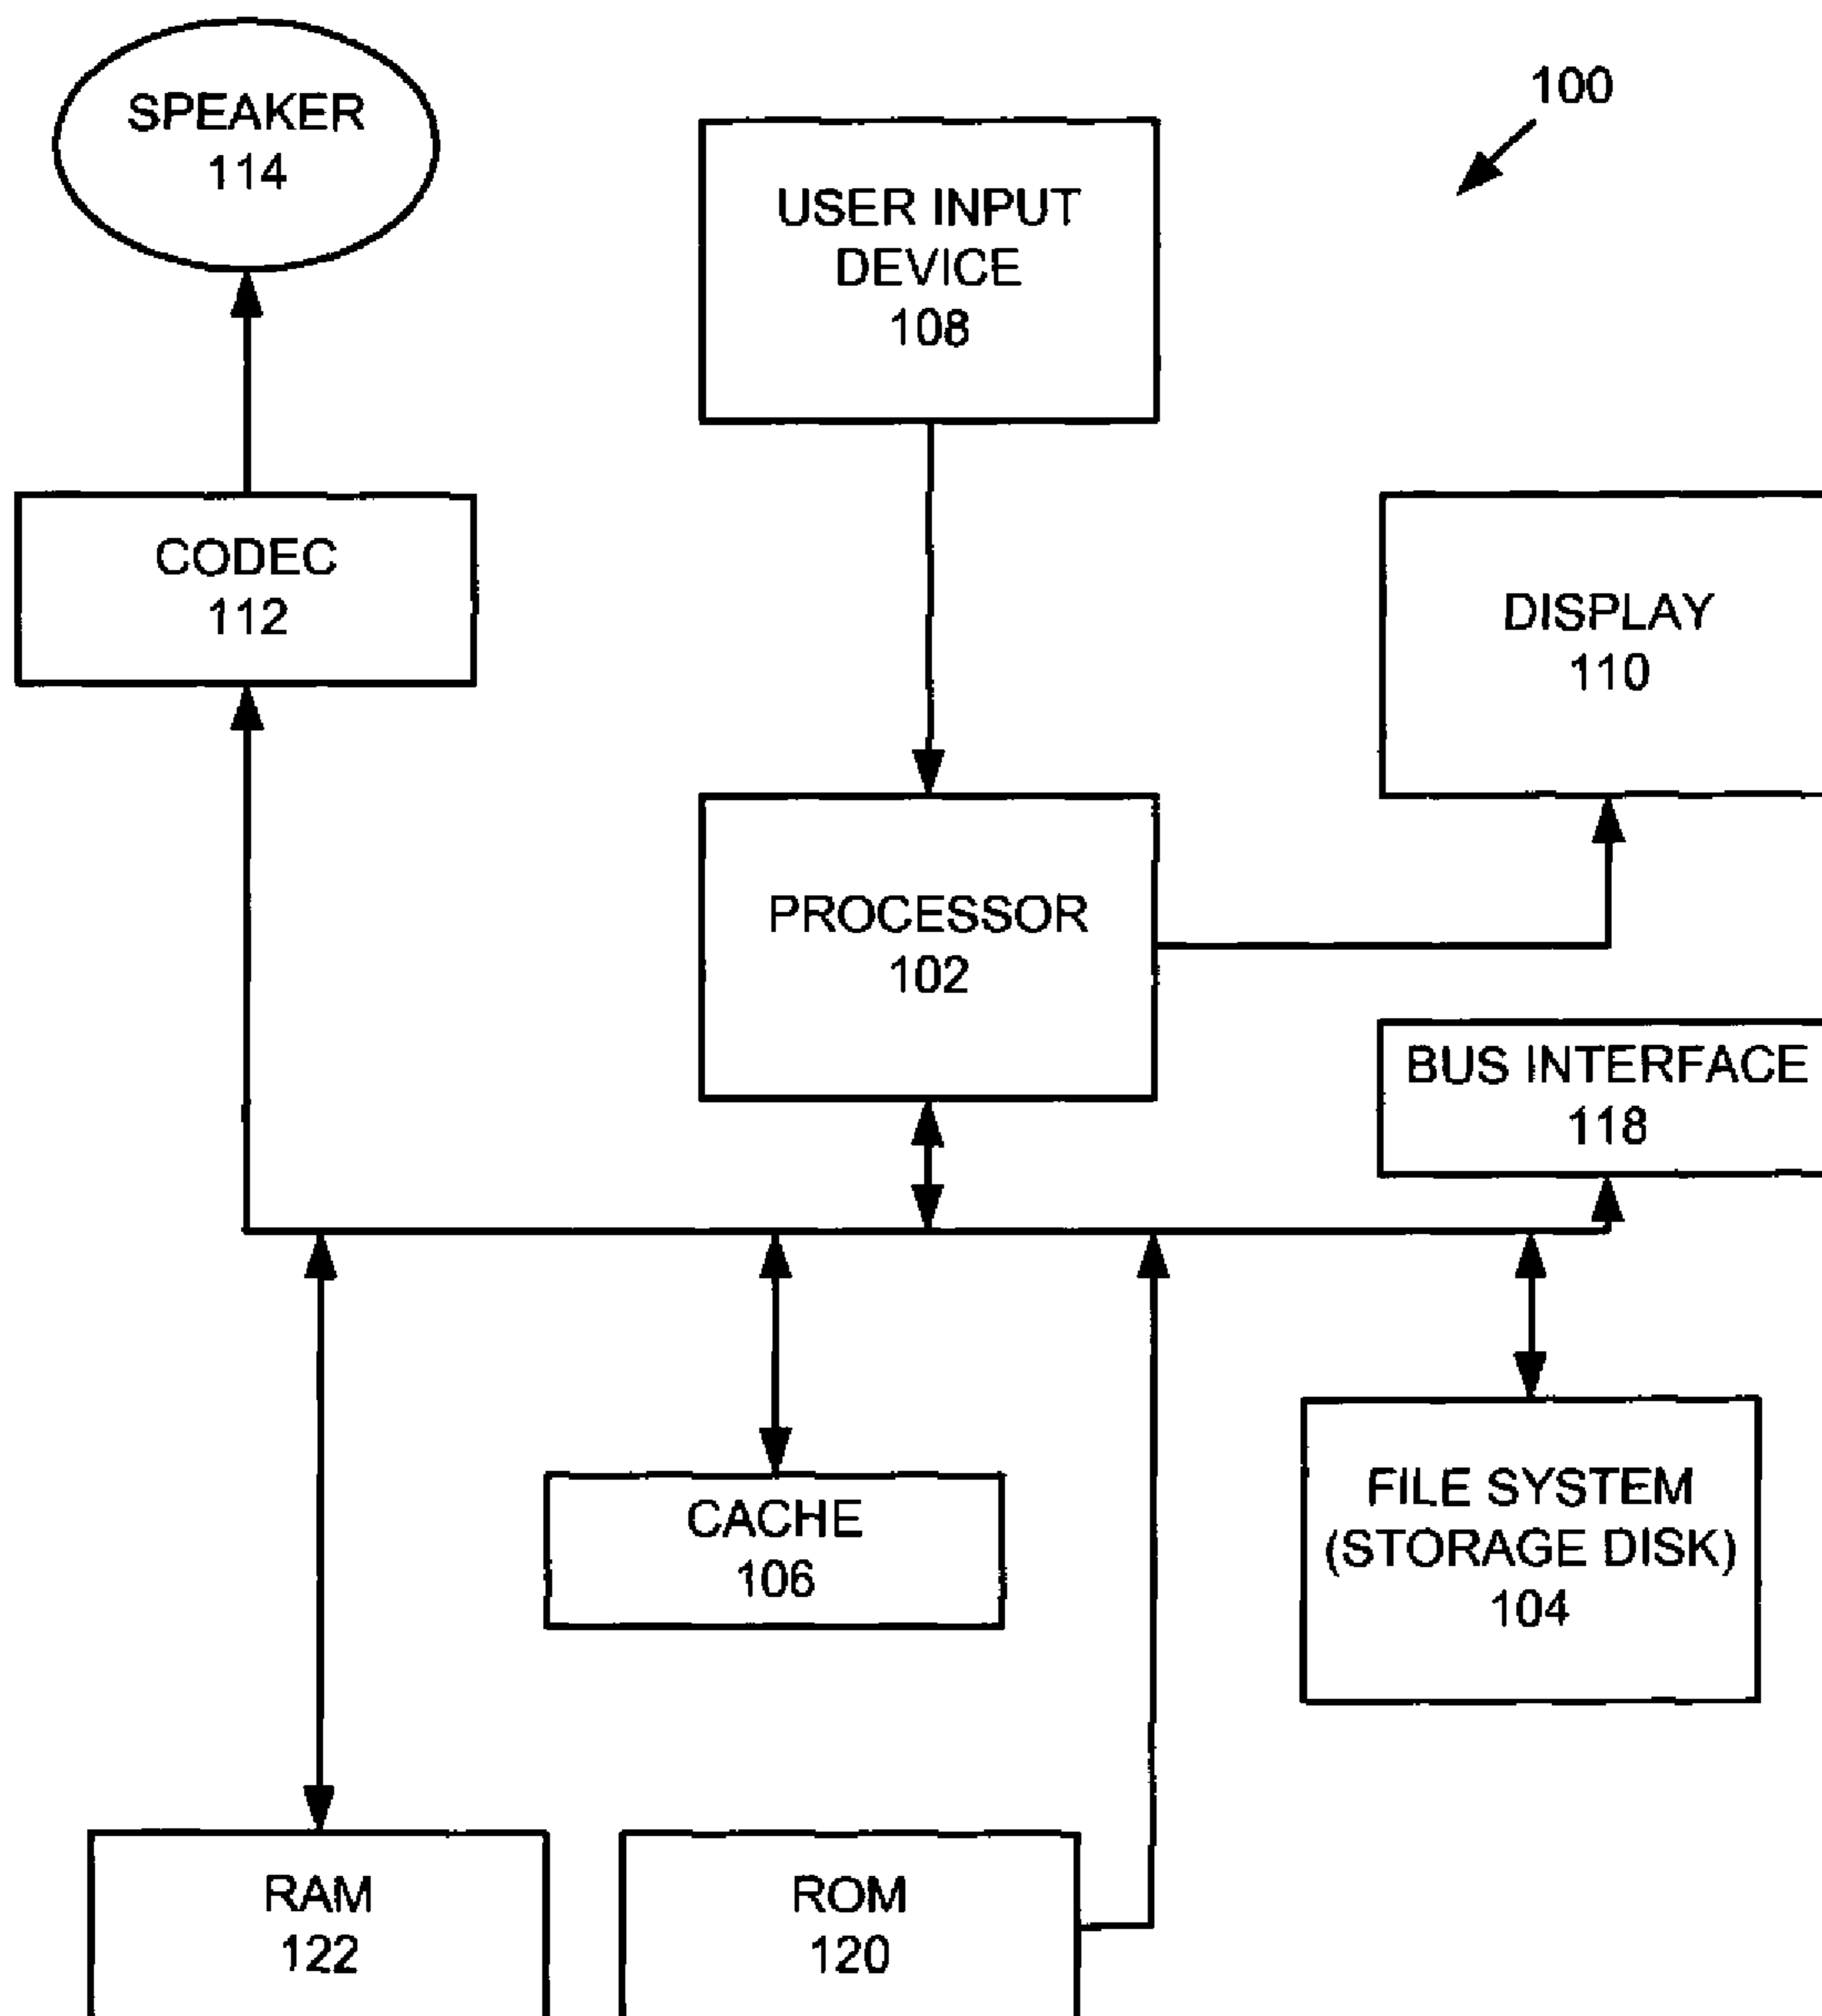 SPEAKER
114
100
USER INPUT
DEVICE
108
CODEC
112
DISPLAY
110
PROCESSOR
102
BUS INTERFACE
118
CACHE
106
FILE SYSTEM
(STORAGE DISK)
104
RAM
122
ROM
120